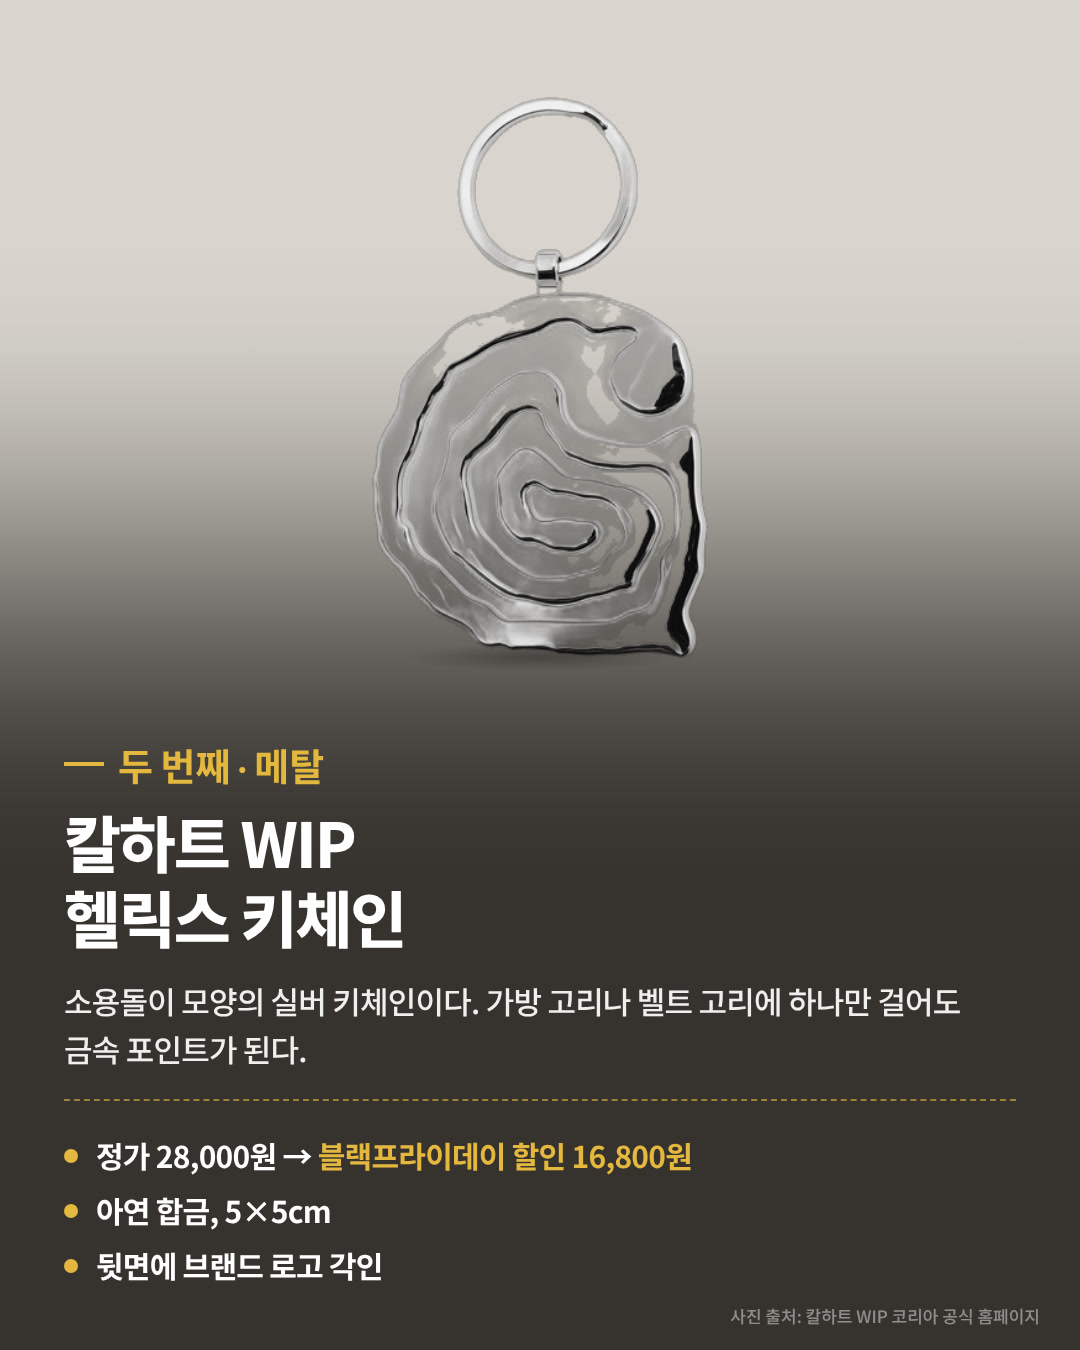 두 번째 · 메탈
칼하트 WIP
헬릭스 키체인
소용돌이 모양의 실버 키체인이다. 가방 고리나 벨트 고리에 하나만 걸어도
금속 포인트가 된다.
정가 28,000원 → 블랙프라이데이 할인 16,800원
아연 합금, 5×5cm
뒷면에 브랜드 로고 각인
사진 출처: 칼하트 WIP 코리아 공식 홈페이지